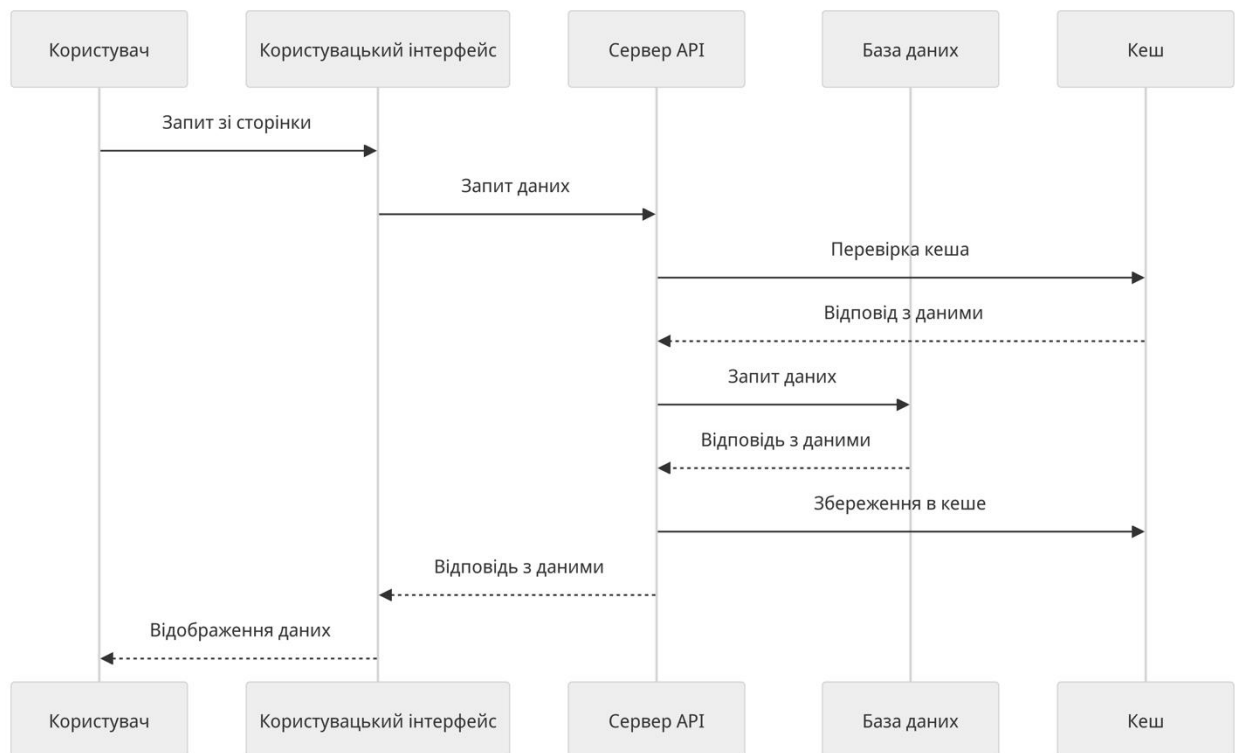 Користувач
Користувацький інтерфейс
Сервер API
База даних
Кеш
Запит зі сторінки
Запит даних
Перевірка кеша
Відповід з даними
Запит даних
Відповідь з даними
Збереження в кеше
Відповідь з даними
Відображення даних
Користувач
Користувацький інтерфейс
Сервер API
База даних
Кеш